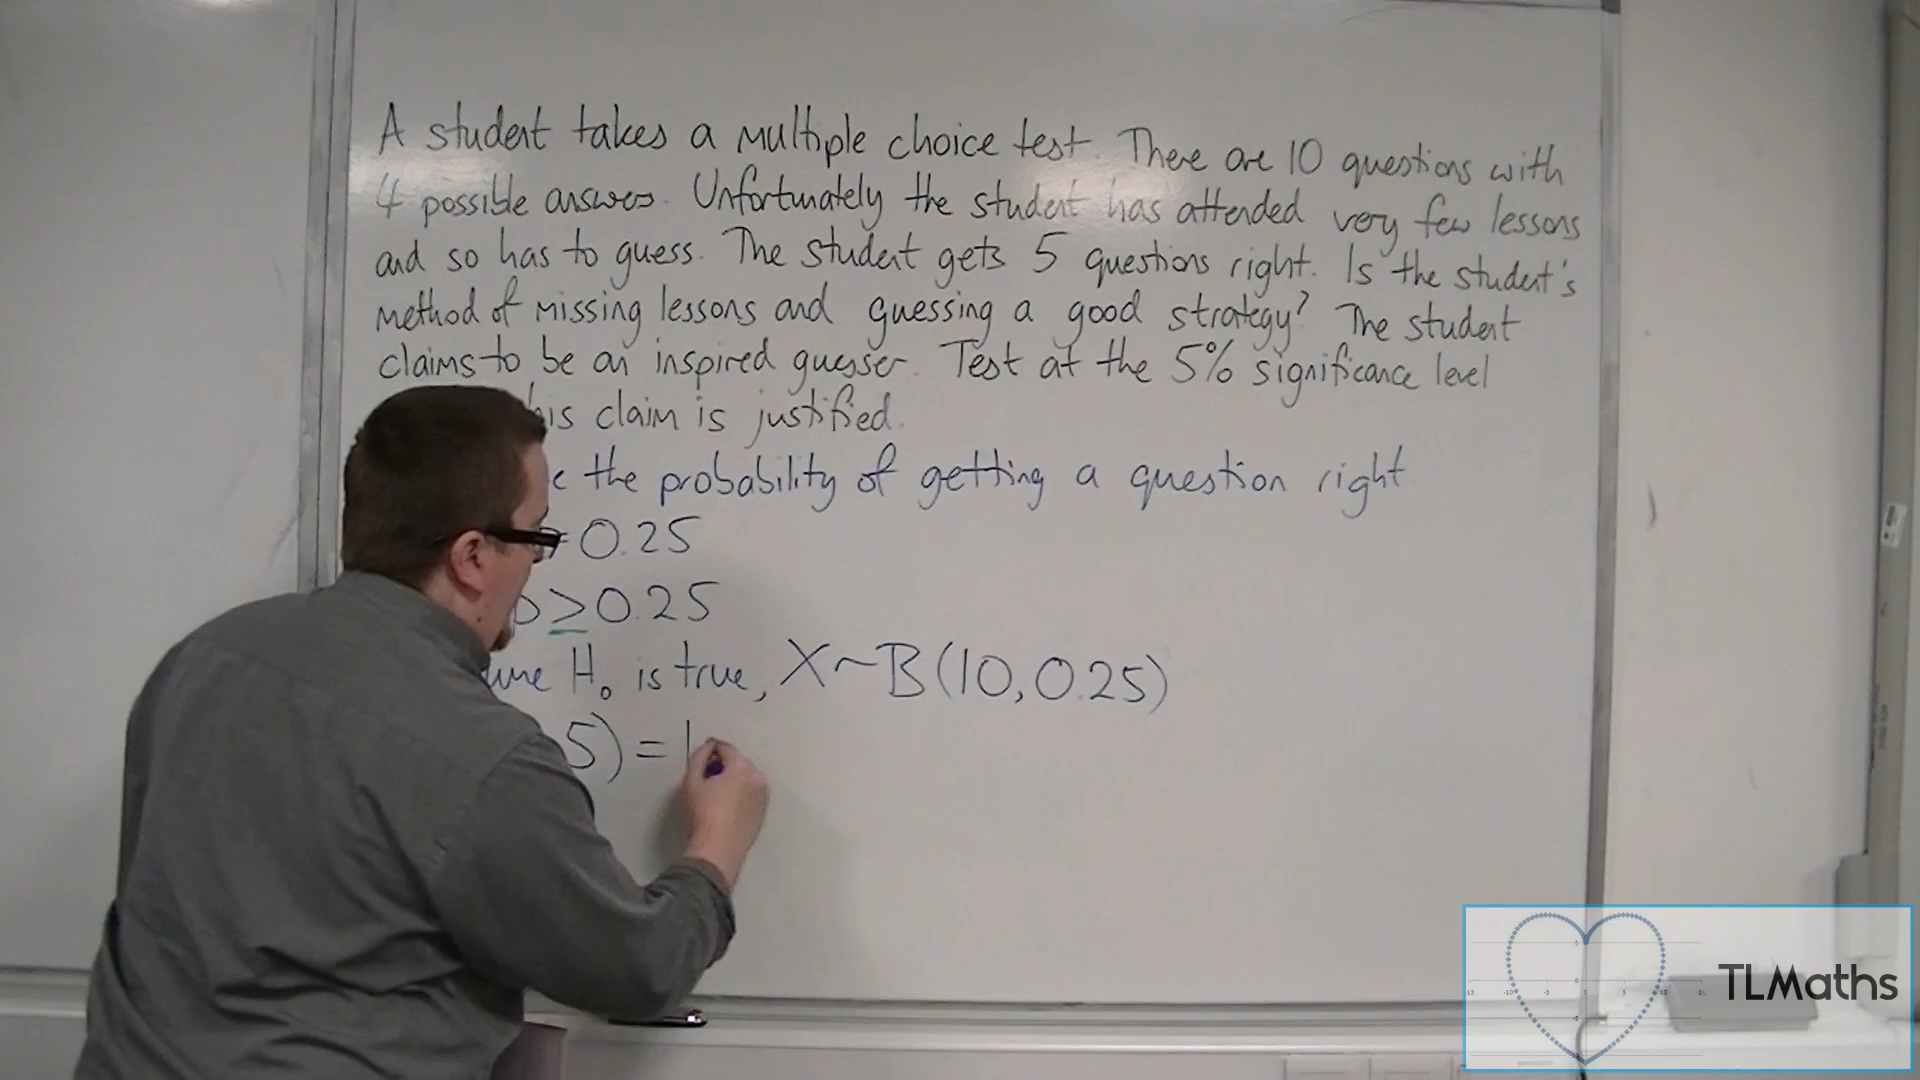 A student takes a multiple choice test. There are 10 questions with
4 possible answers. Unfortunately the student has attended very few lessons
and so has to guess. The student gets 5 questions right. Is the student's
method of missing lessons and guessing a good strategy? The student
claims to be an inspired guesser. Test at the 5% significance level
his claim is justified.
the probability of getting a question right
= 0.25
p ≥ 0.25
H₀ is true, X~B(10, 0.25)
5) = 1
TLMaths